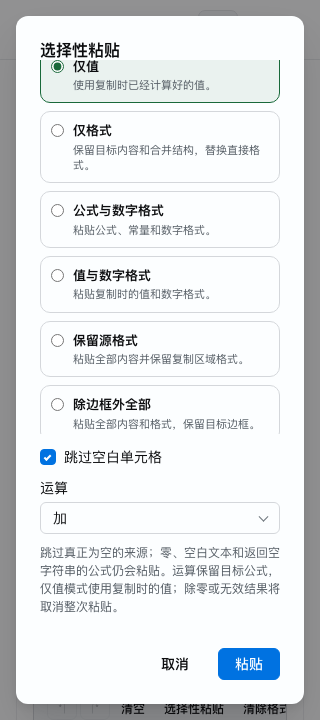 选择性粘贴
仅值
使用复制时已经计算好的值。
仅格式
保留目标内容和合并结构，替换直接格
式。
公式与数字格式
粘贴公式、常量和数字格式。
值与数字格式
粘贴复制时的值和数字格式。
保留源格式
粘贴全部内容并保留复制区域格式。
除边框外全部
粘贴全部内容和格式，保留目标边框。
跳过空白单元格
运算
加
跳过真正为空的来源；零、空白文本和返回空
字符串的公式仍会粘贴。运算保留目标公式，
仅值模式使用复制时的值；除零或无效结果将
取消整次粘贴。
取消
粘贴
清空 选择性粘贴 清除格式